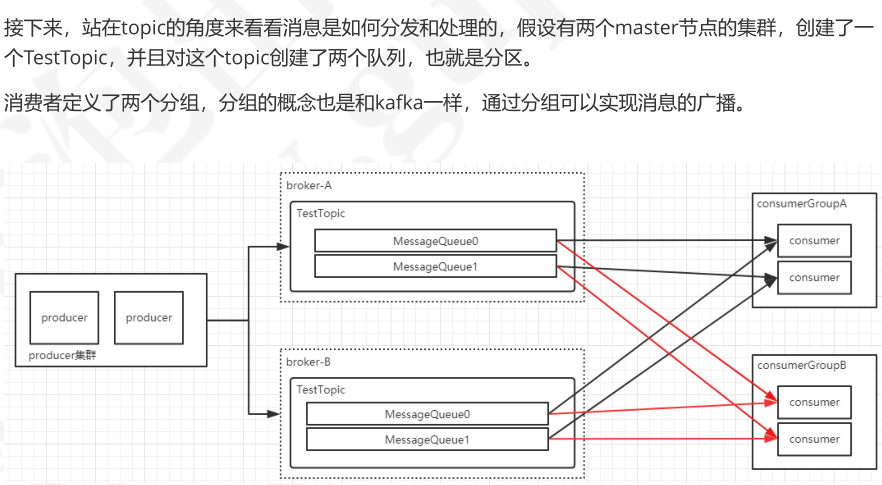 接下来，站在topic的角度来看看消息是如何分发和处理的，假设有两个master节点的集群，创建了一
个TestTopic，并且对这个topic创建了两个队列，也就是分区。
消费者定义了两个分组，分组的概念也是和kafka一样，通过分组可以实现消息的广播。
broker-A
TestTopic
MessageQueue0
MessageQueue1
consumerGroupA
consumer
consumer
producer
producer
producer集群
broker-B
TestTopic
MessageQueue0
MessageQueue1
consumerGroupB
consumer
consumer